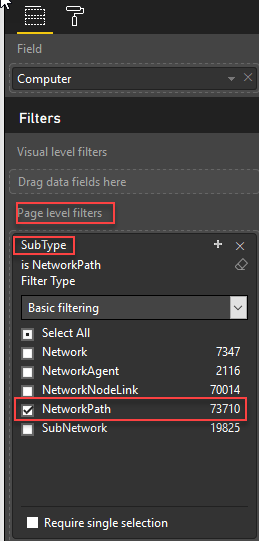 Field
Computer
Filters
Visual level filters
Drag data fields here
Page level filters
SubType
is NetworkPath
Filter Type
Basic filtering
Select All
Network 7347
NetworkAgent 2116
NetworkNodeLink 70014
NetworkPath 73710
SubNetwork 19825
Require single selection